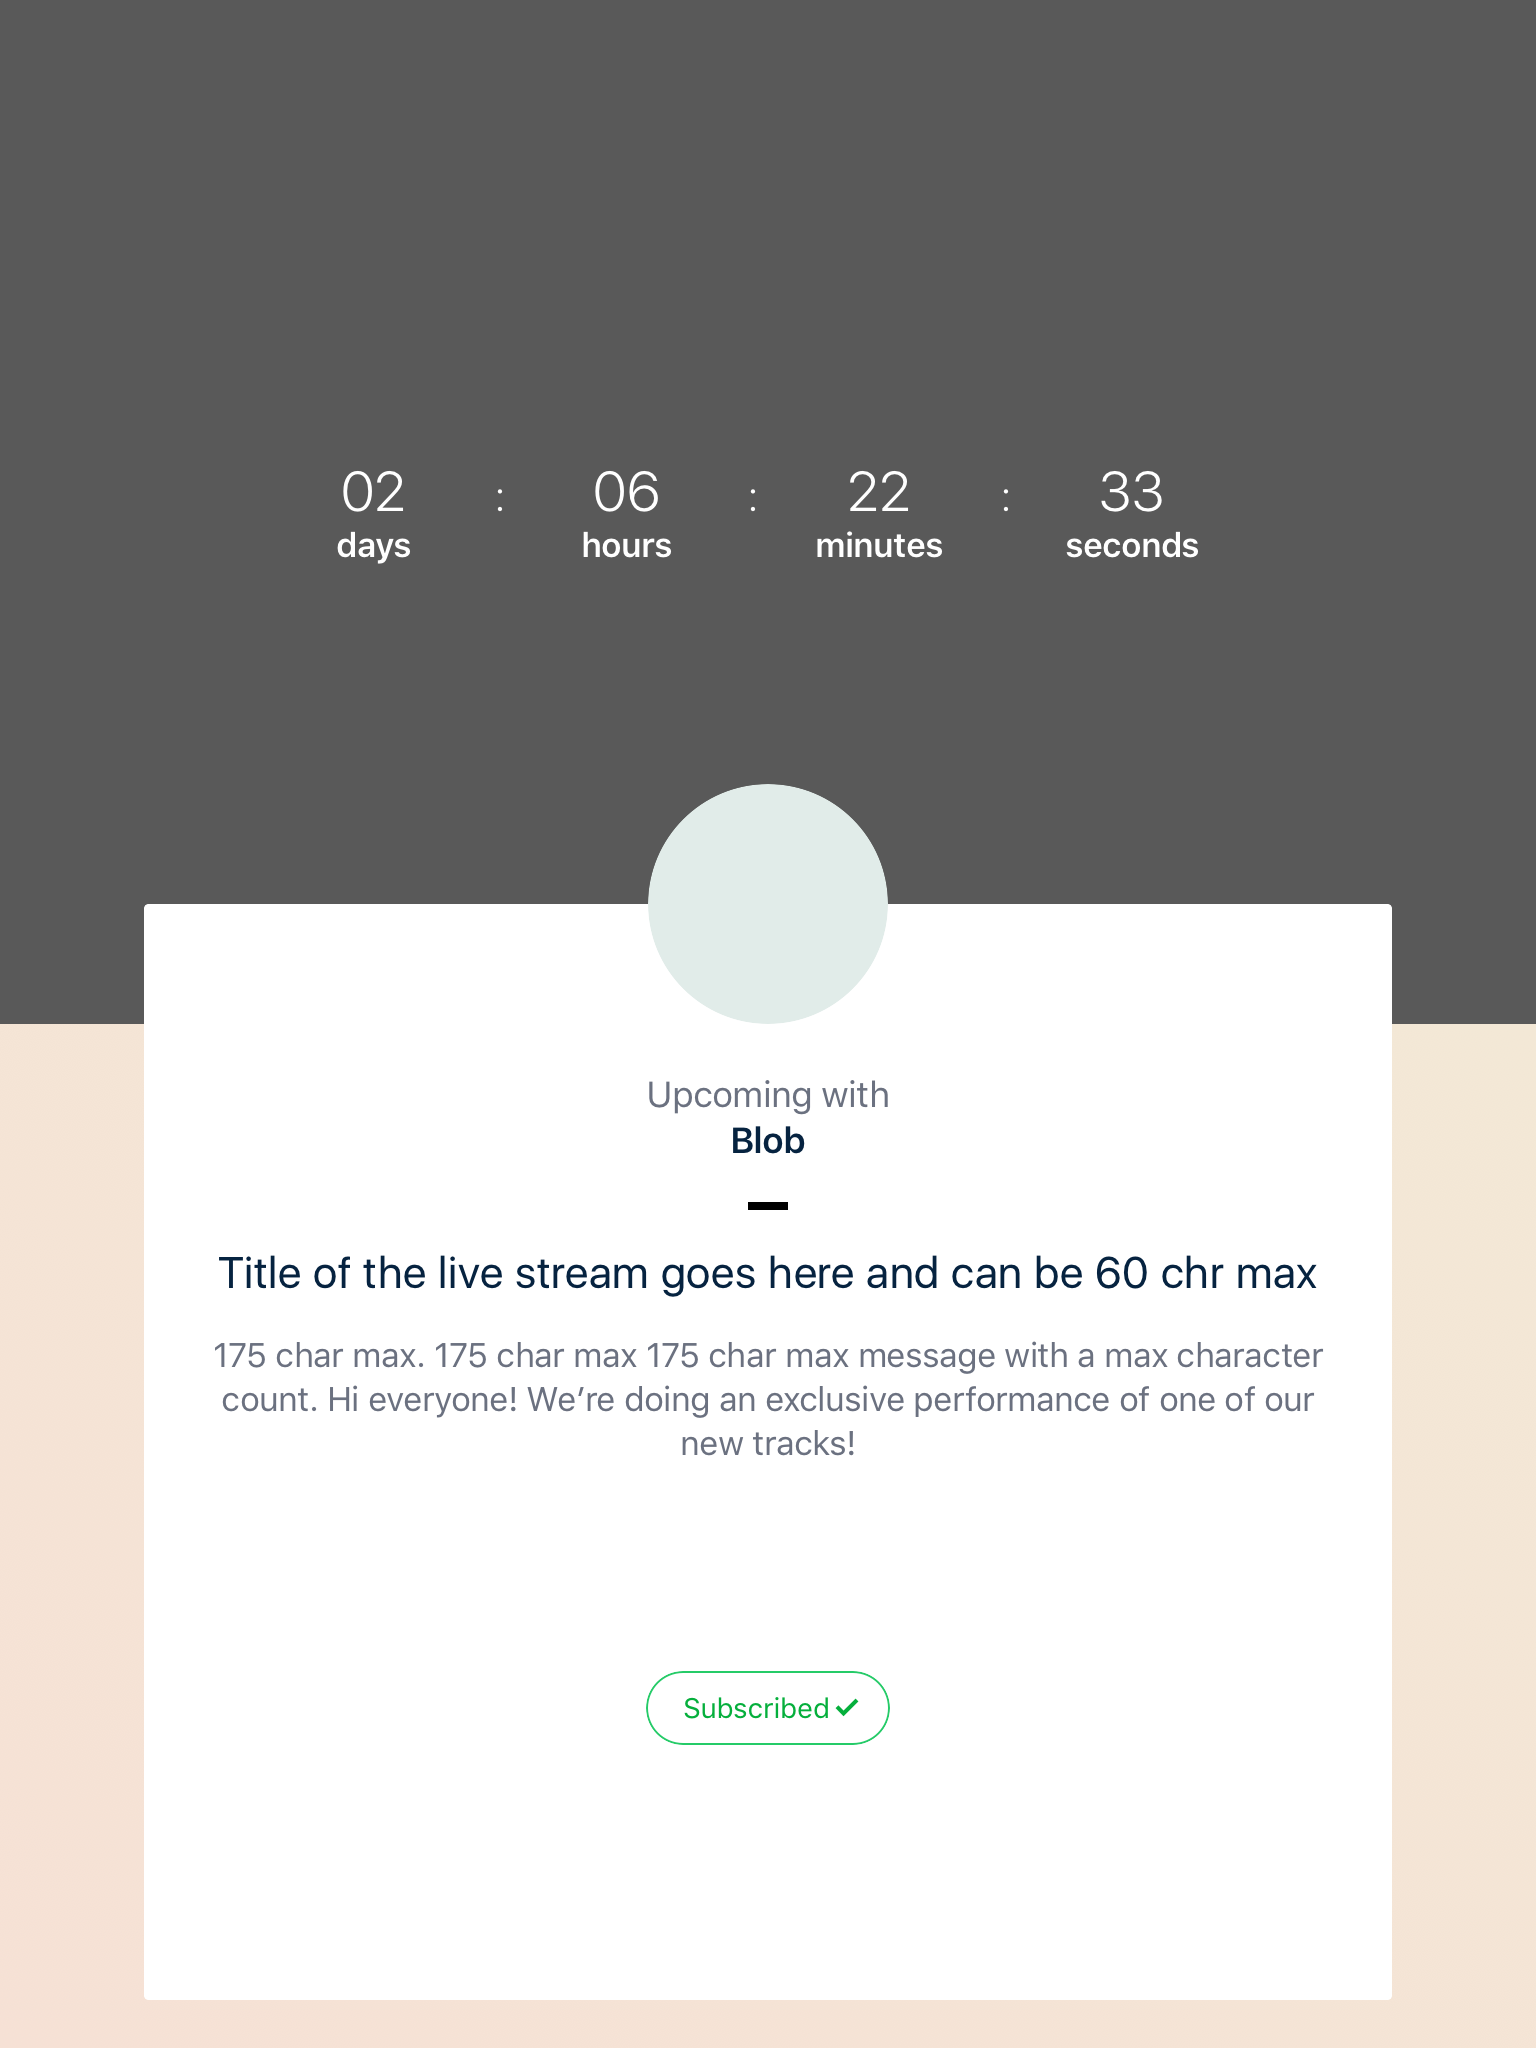 02 : 06 : 22 : 33
days hours minutes seconds
Upcoming with
Blob
Title of the live stream goes here and can be 60 chr max
175 char max. 175 char max 175 char max message with a max character
count. Hi everyone! We’re doing an exclusive performance of one of our
new tracks!
Subscribed